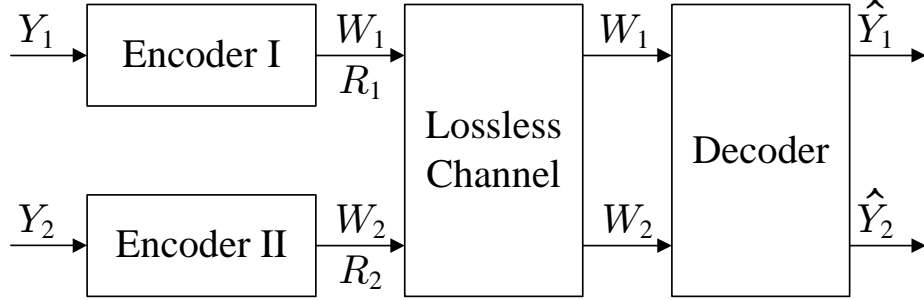 Y₁ Encoder I W₁ R₁ W₁ Ŷ₁
Lossless Channel Decoder
Y₂ Encoder II W₂ R₂ W₂ Ŷ₂